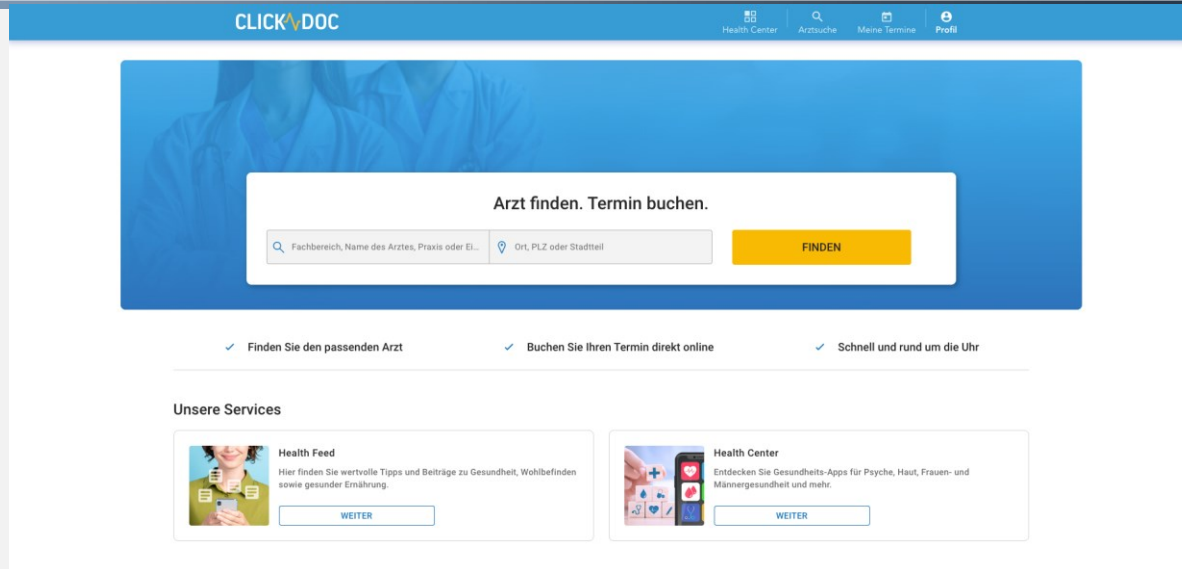 CLICKDOC
Health Center
Arztsuche
Meine Termine
Profil
Arzt finden. Termin buchen.
Fachbereich, Name des Arztes, Praxis oder Ei...
Ort, PLZ oder Stadtteil
FINDEN
Finden Sie den passenden Arzt
Buchen Sie Ihren Termin direkt online
Schnell und rund um die Uhr
Unsere Services
Health Feed
Hier finden Sie wertvolle Tipps und Beiträge zu Gesundheit, Wohlbefinden
sowie gesunder Ernährung.
WEITER
Health Center
Entdecken Sie Gesundheits-Apps für Psyche, Haut, Frauen- und
Männergesundheit und mehr.
WEITER